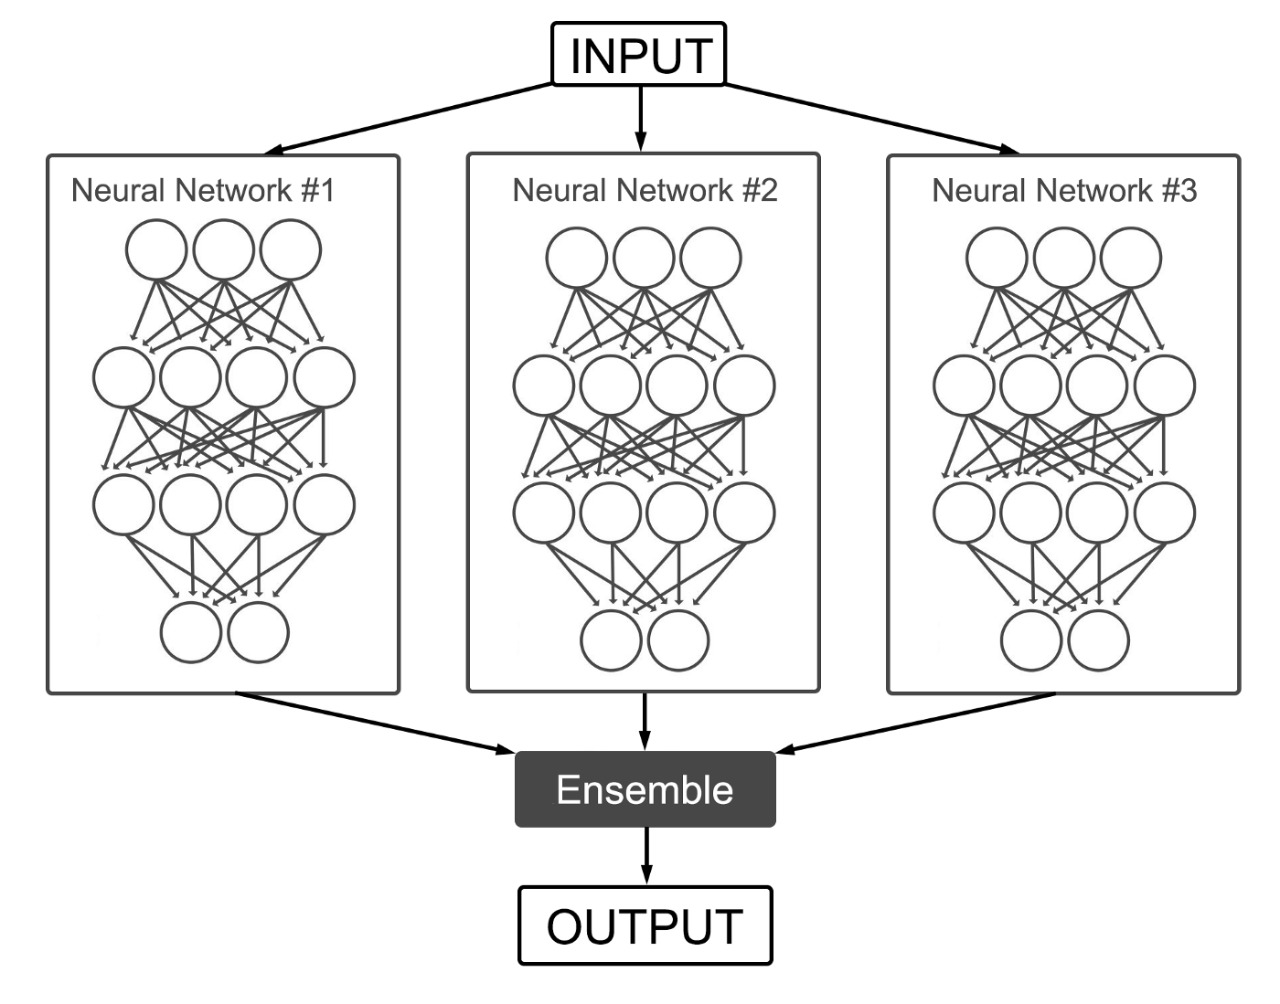 INPUT
Neural Network #1
Neural Network #2
Neural Network #3
Ensemble
OUTPUT